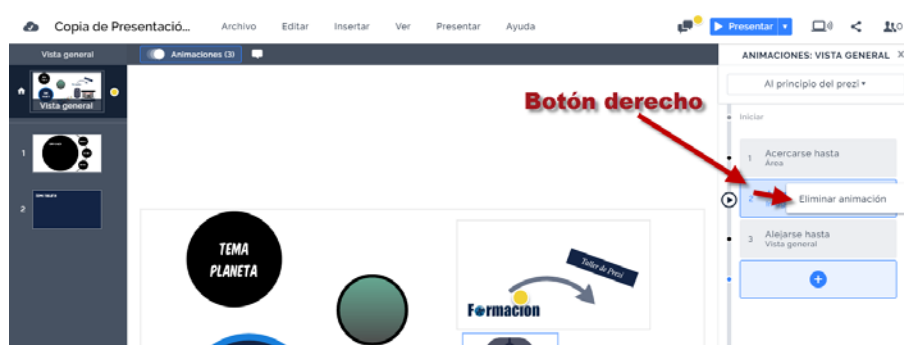 Copia de Presentació... Archivo Editar Insertar Ver Presentar Ayuda Presentar
Vista general Animaciones (3) ANIMACIONES: VISTA GENERAL X
Al principio del prezi
Vista general
Botón derecho
Iniciar
1 Acercarse hasta
Área
2 Eliminar animación
3 Alejarse hasta
Vista general
1
2
TEMA
PLANETA
Taller de Prezi
Formación